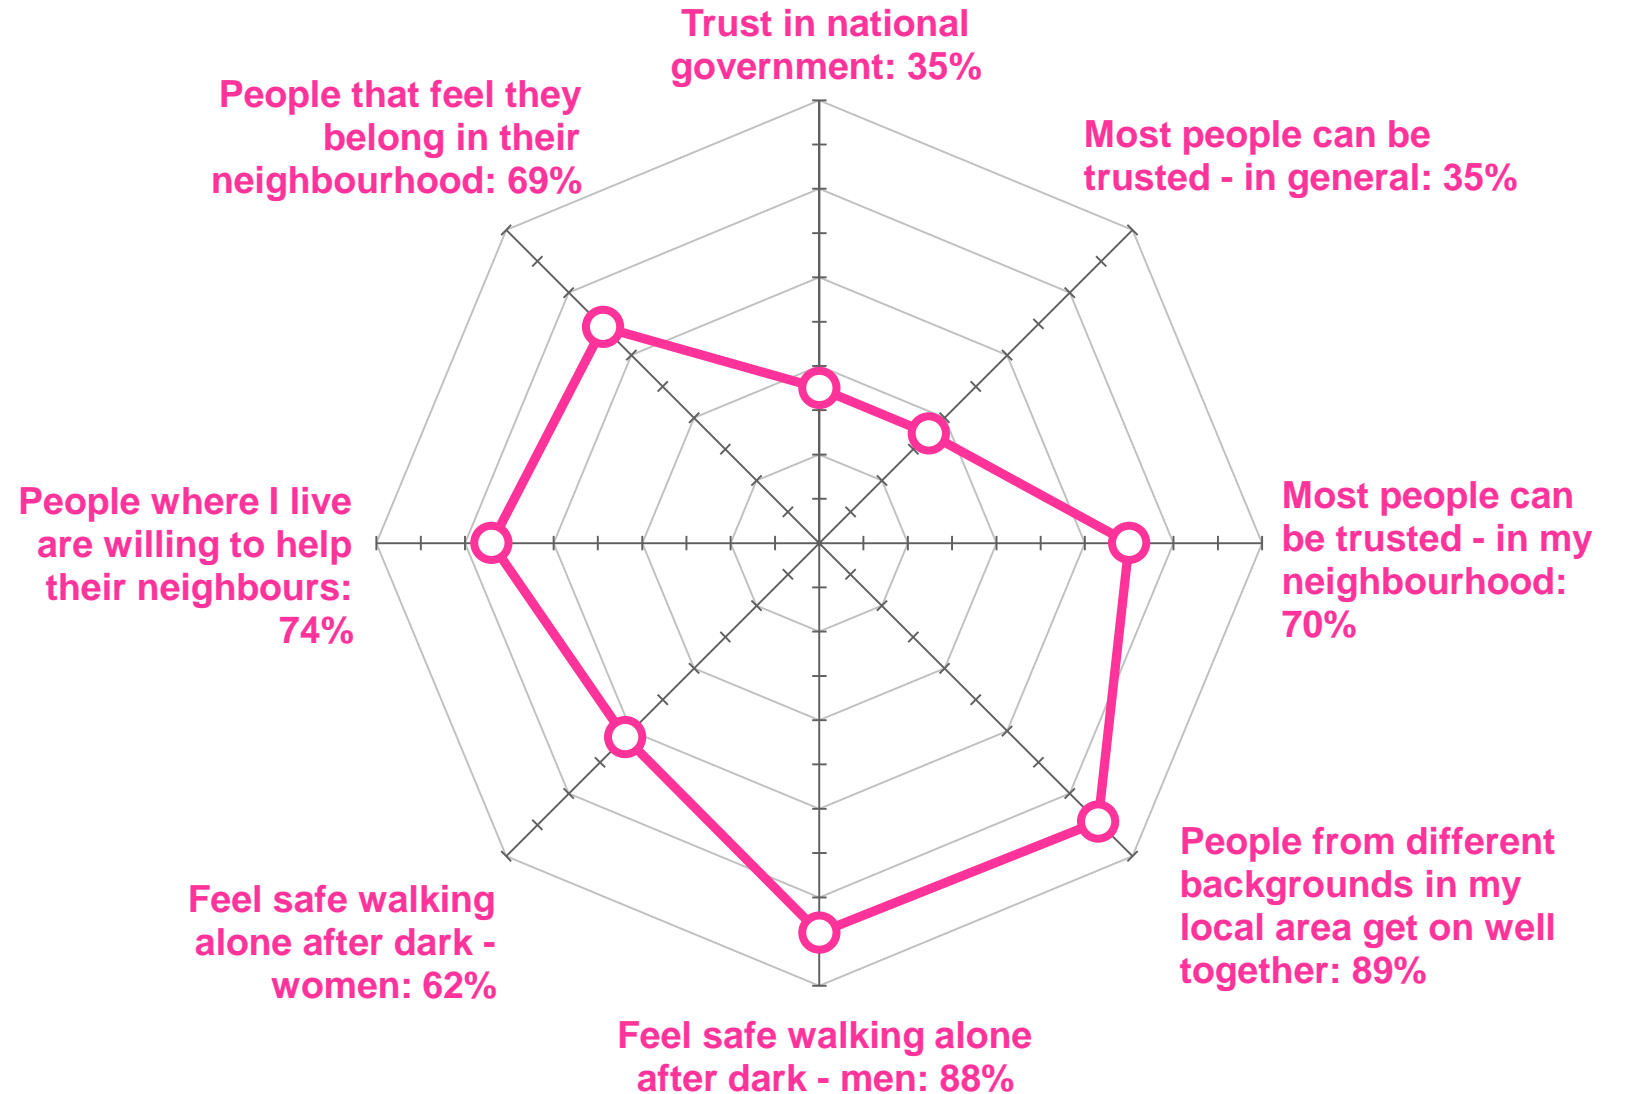 Trust in national
government: 35%
Most people can be
trusted - in general: 35%
Most people can
be trusted - in my
neighbourhood:
70%
People from different
backgrounds in my
local area get on well
together: 89%
Feel safe walking alone
after dark - men: 88%
Feel safe walking
alone after dark -
women: 62%
People where I live
are willing to help
their neighbours:
74%
People that feel they
belong in their
neighbourhood: 69%